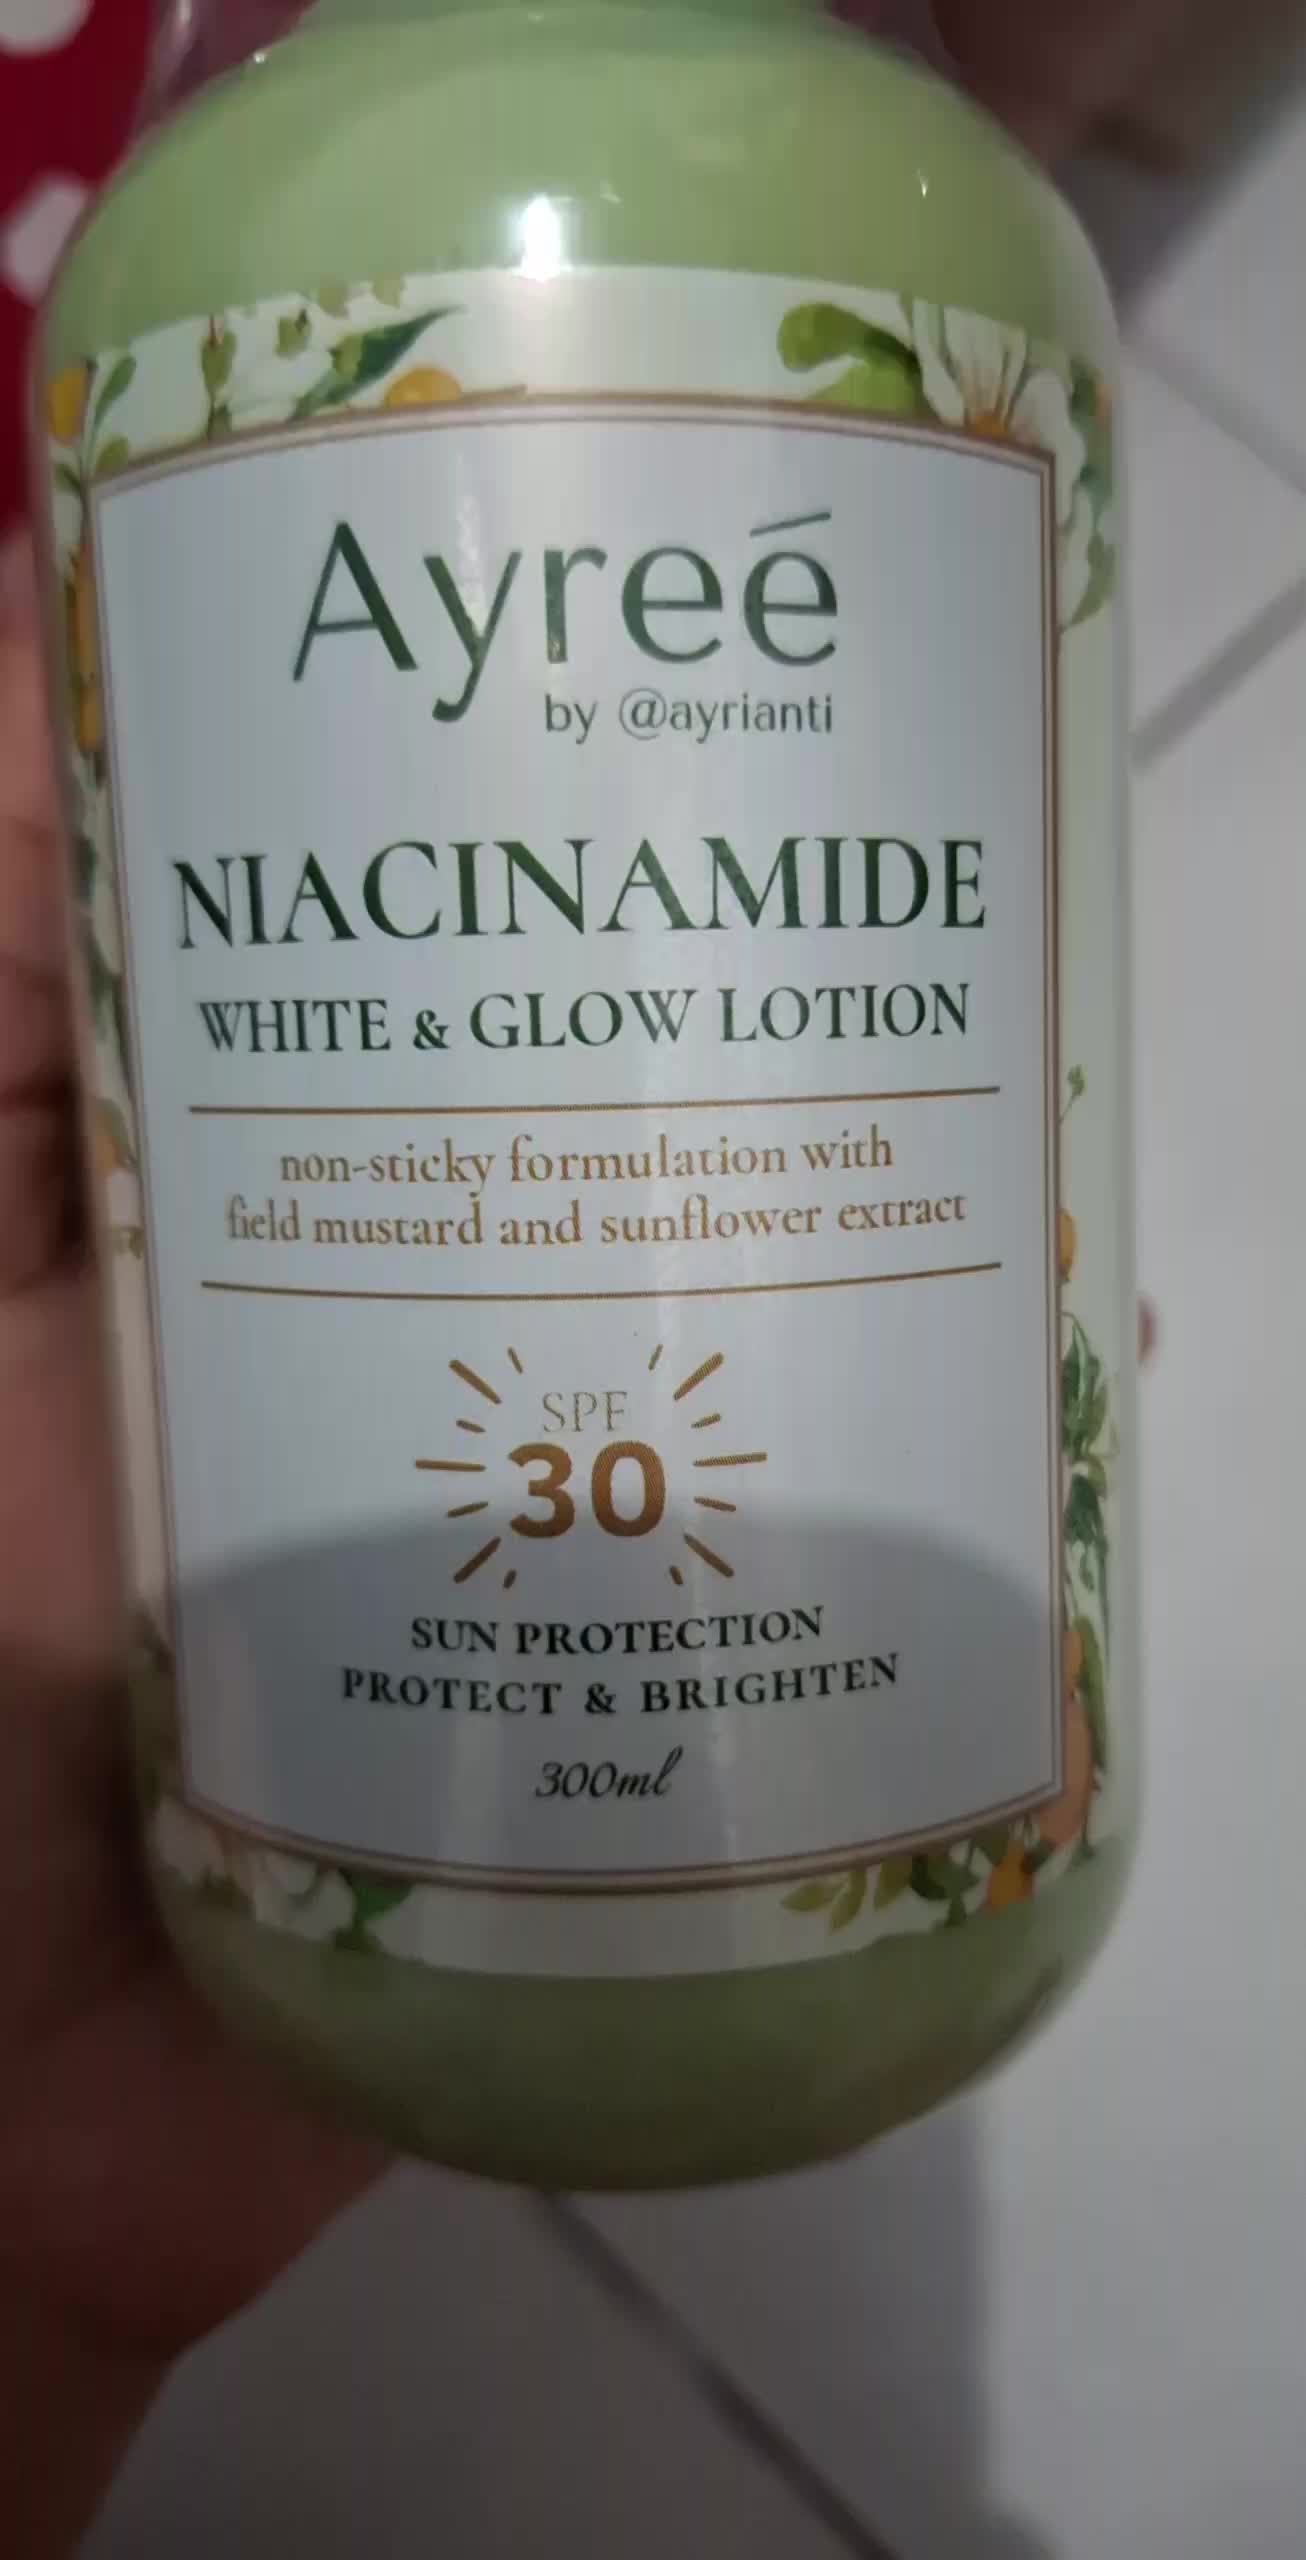 Ayreé
by @ayrianti
NIACINAMIDE
WHITE & GLOW LOTION
non-sticky formulation with
field mustard and sunflower extract
SPF
30
SUN PROTECTION
PROTECT & BRIGHTEN
300ml